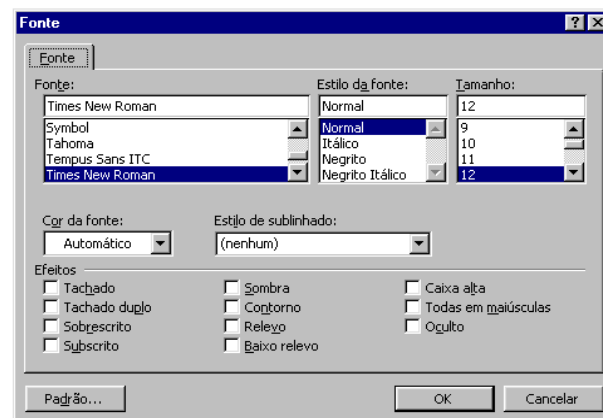 Fonte
Fonte
Fonte: Estilo da fonte: Tamanho:
Times New Roman Normal 12
Symbol Normal 9
Tahoma Itálico 10
Tempus Sans ITC Negrito 11
Times New Roman Negrito Itálico 12
Cor da fonte: Estilo de sublinhado:
Automático (nenhum)
Efeitos
Tachado Sombra Caixa alta
Tachado duplo Contorno Todas em maiúsculas
Sobrescrito Relevo Oculto
Subscrito Baixo relevo
Padrão... OK Cancelar